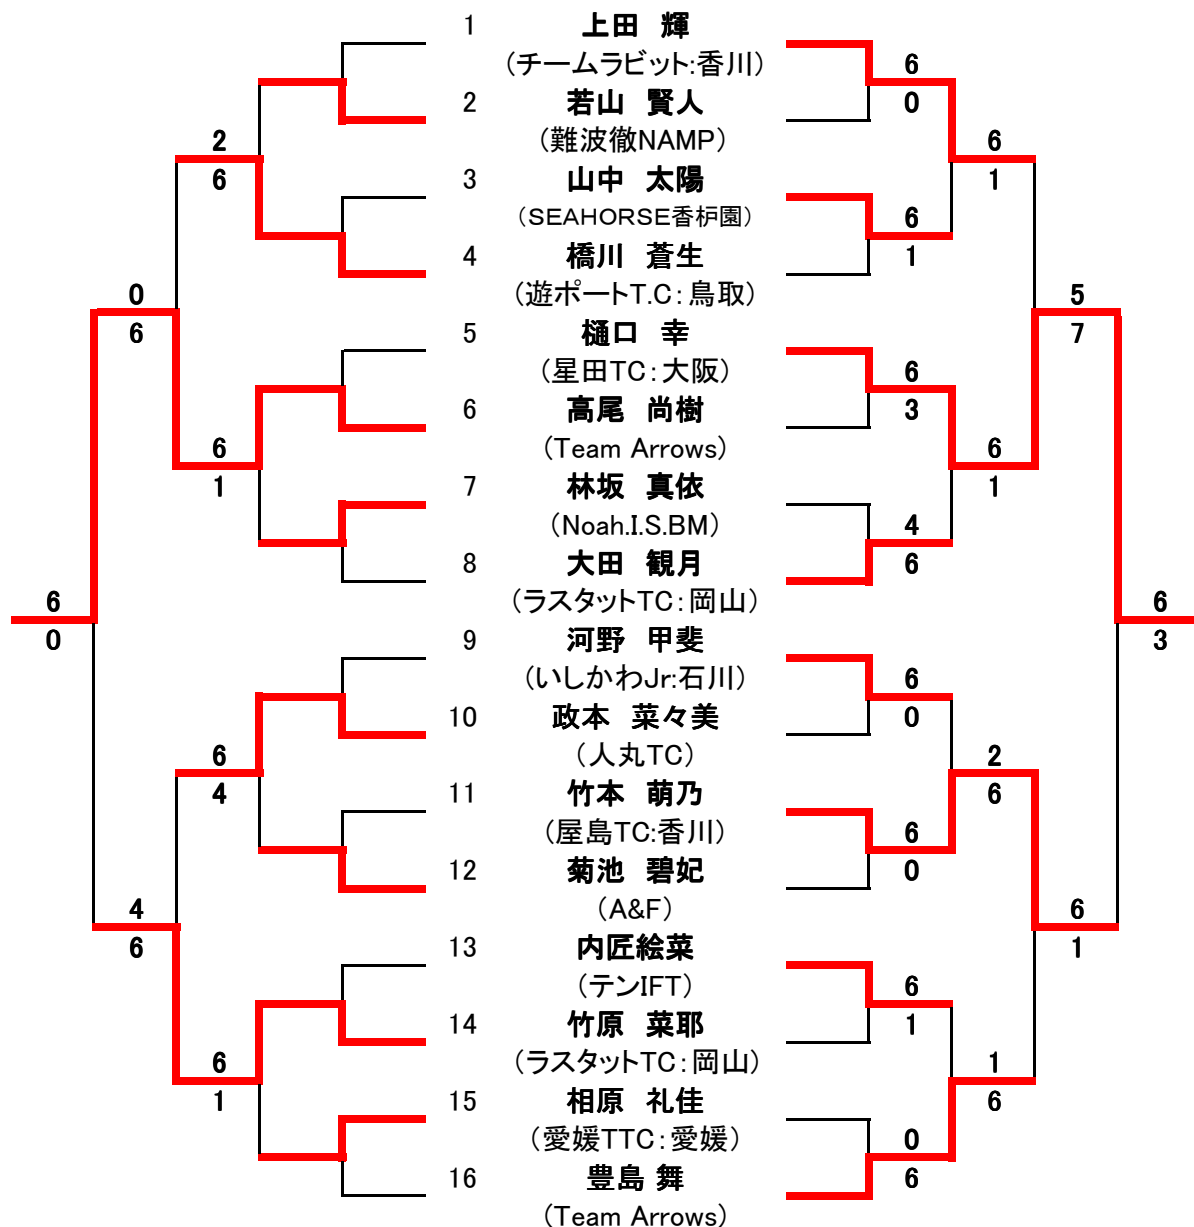 1 上田 輝
(チームラビット:香川)
6
2 若山 賢人
0
(難波徹NAMP)
2
6
6
3 山中 太陽
1
(SEAHORSE香枦園)
6
4 橋川 蒼生
1
(遊ポートT.C:鳥取)
0
5
6
5 樋口 幸
7
(星田TC:大阪)
6
6 高尾 尚樹
3
(Team Arrows)
6
6
1
7 林坂 真依
1
(Noah.I.S.BM)
4
8 大田 観月
6
(ラスタットTC:岡山)
6
6
0
9 河野 甲斐
3
(いしかわJr:石川)
6
10 政本 菜々美
0
(人丸TC)
6
2
4
11 竹本 萌乃
6
(屋島TC:香川)
6
12 菊池 碧妃
0
(A&F)
4
6
6
13 内匠絵菜
1
(テンIFT)
6
14 竹原 菜耶
1
(ラスタットTC:岡山)
6
1
1
15 相原 礼佳
6
(愛媛TTC:愛媛)
0
16 豊島 舞
6
(Team Arrows)